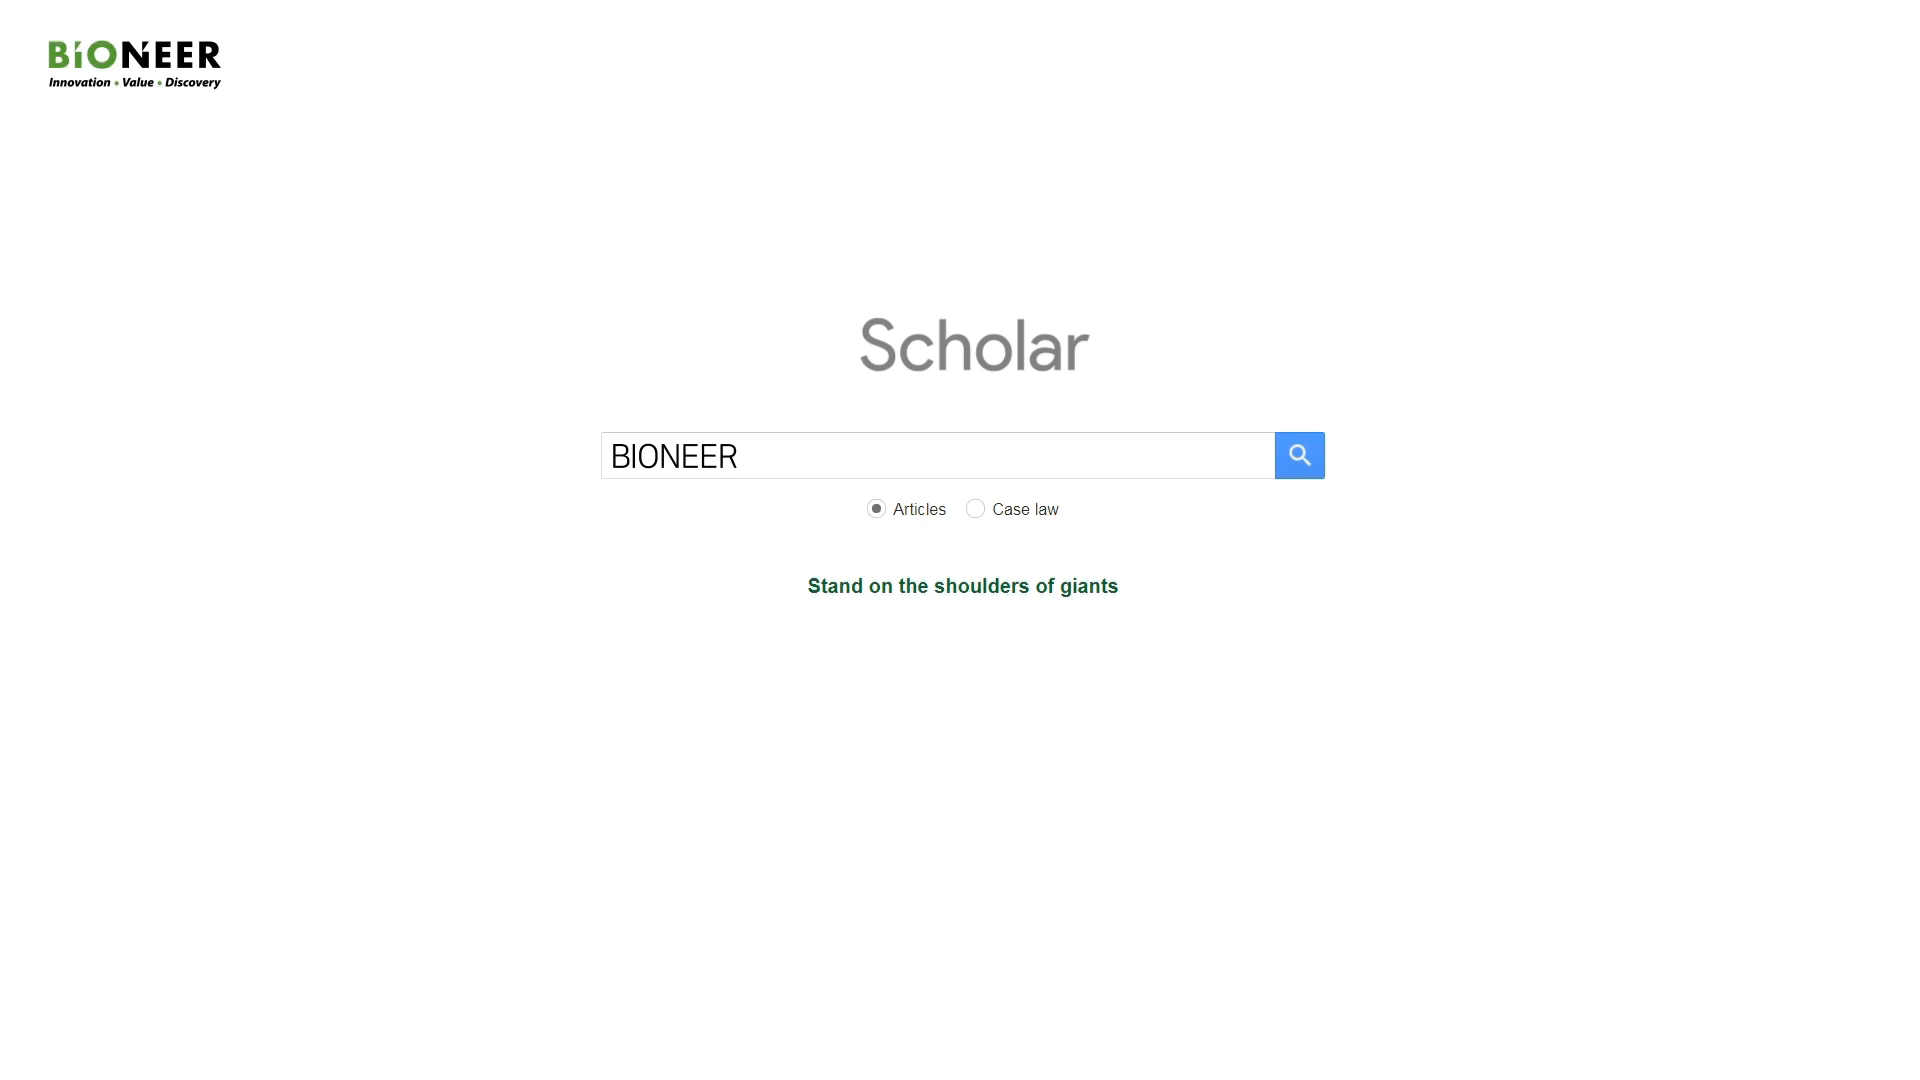 BIONEER
Innovation • Value • Discovery
Scholar
BIONEER
Articles Case law
Stand on the shoulders of giants